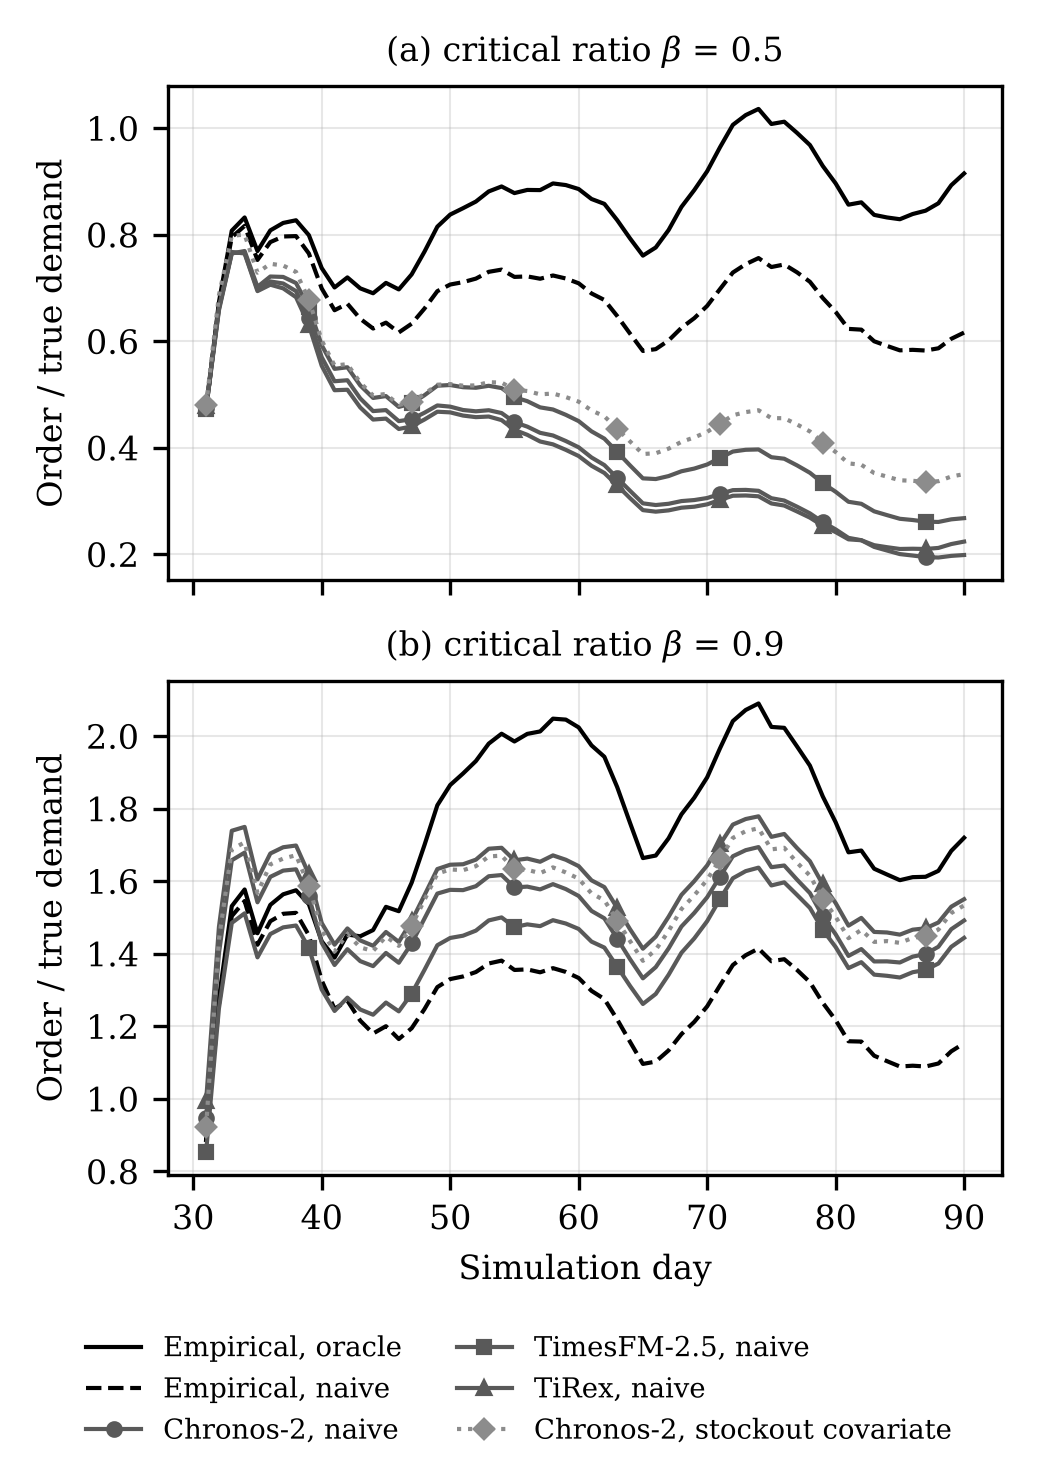 (a) critical ratio β = 0.5
Order / true demand
1.0
0.8
0.6
0.4
0.2
(b) critical ratio β = 0.9
Order / true demand
2.0
1.8
1.6
1.4
1.2
1.0
0.8
30 40 50 60 70 80 90
Simulation day
Empirical, oracle
Empirical, naive
Chronos-2, naive
TimesFM-2.5, naive
TiRex, naive
Chronos-2, stockout covariate